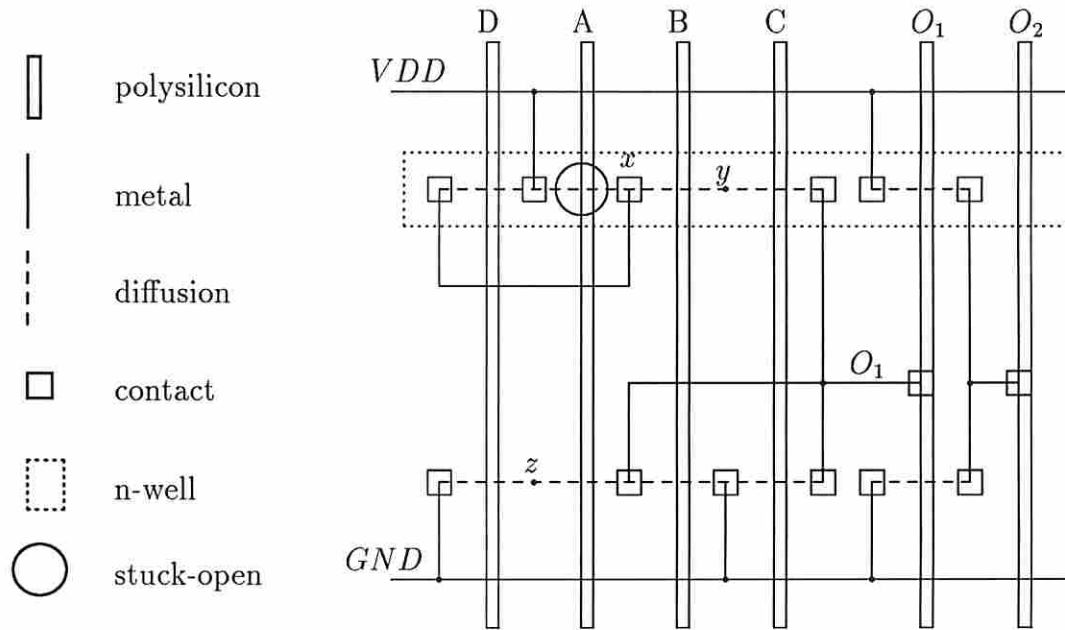 polysilicon
metal
diffusion
contact
n-well
stuck-open
D A B C O₁ O₂
VDD
x
y
O₁
z
GND